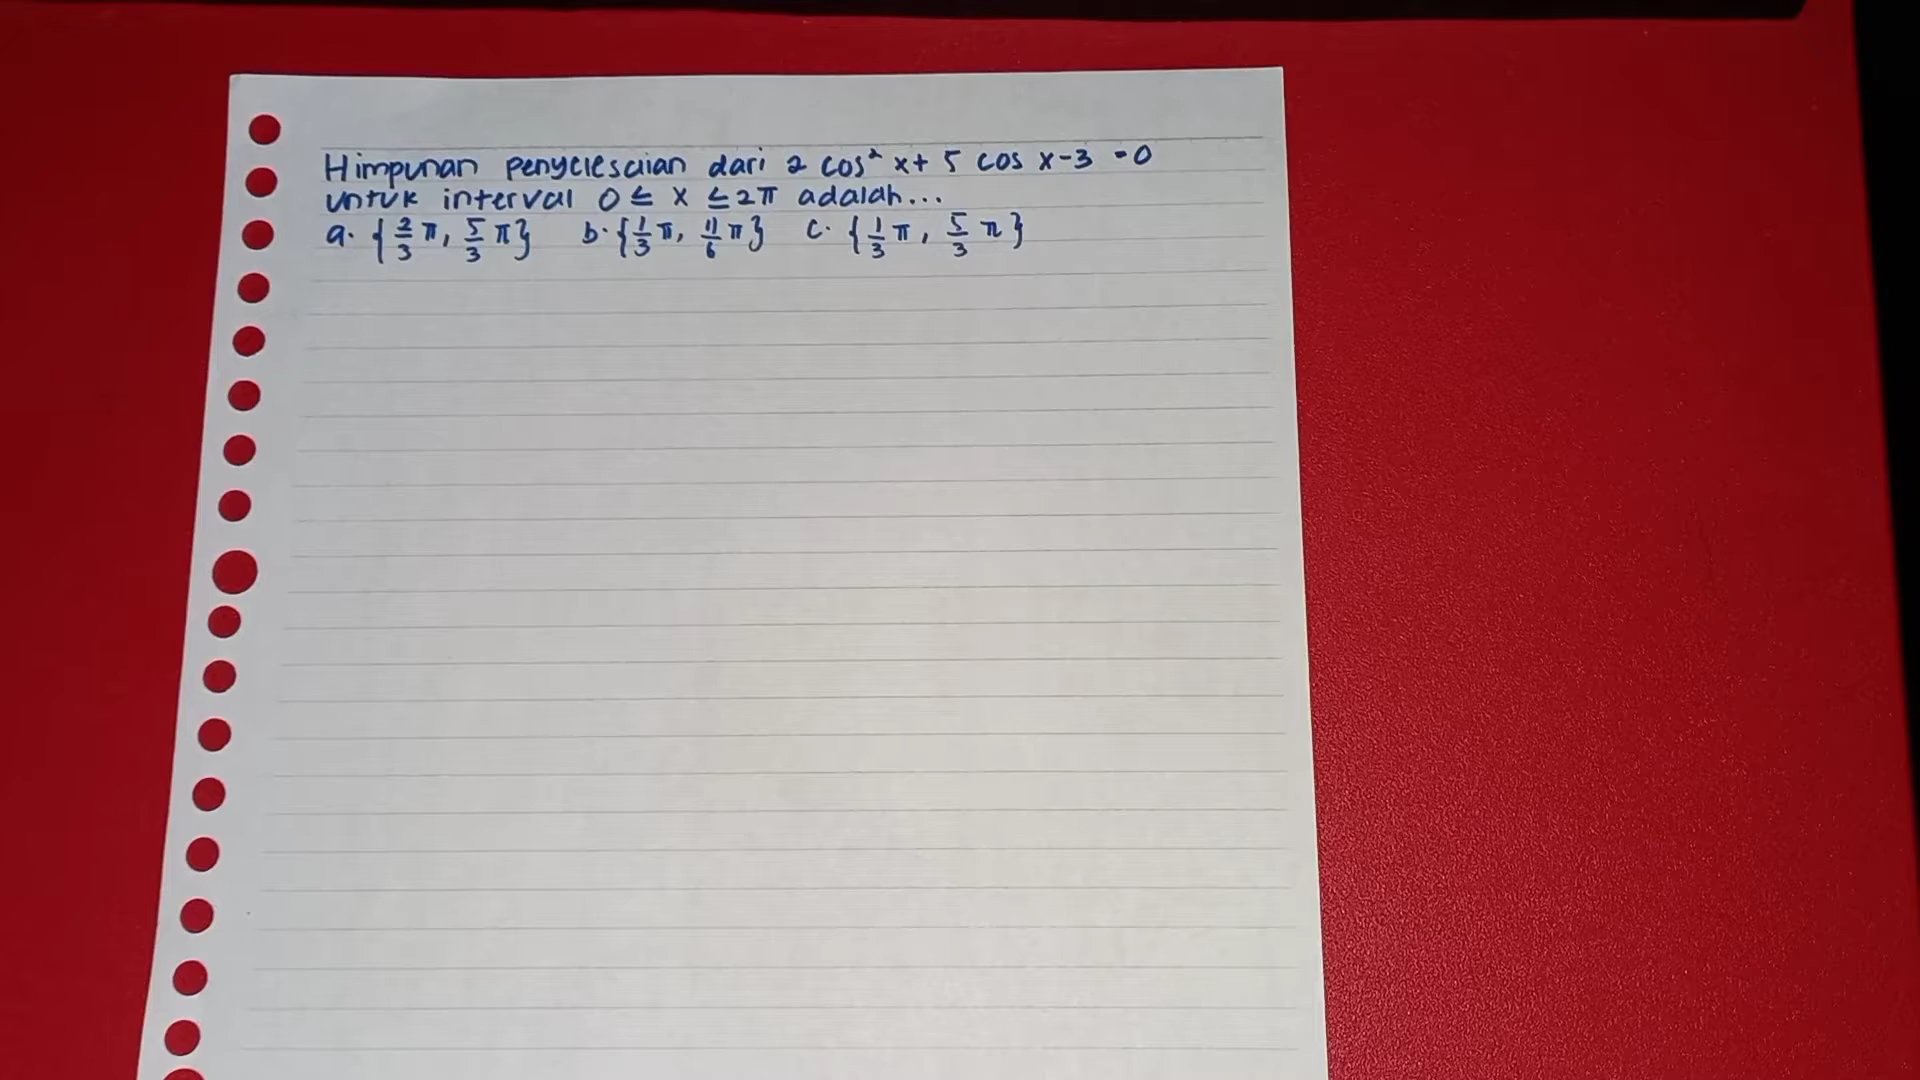 Himpunan penyelesaian dari 2 cos² x + 5 cos x - 3 = 0
untuk interval 0 ≤ x ≤ 2π adalah...
a. {2/3 π, 5/3 π} b. {1/3 π, 11/6 π} c. {1/3 π, 5/3 π}